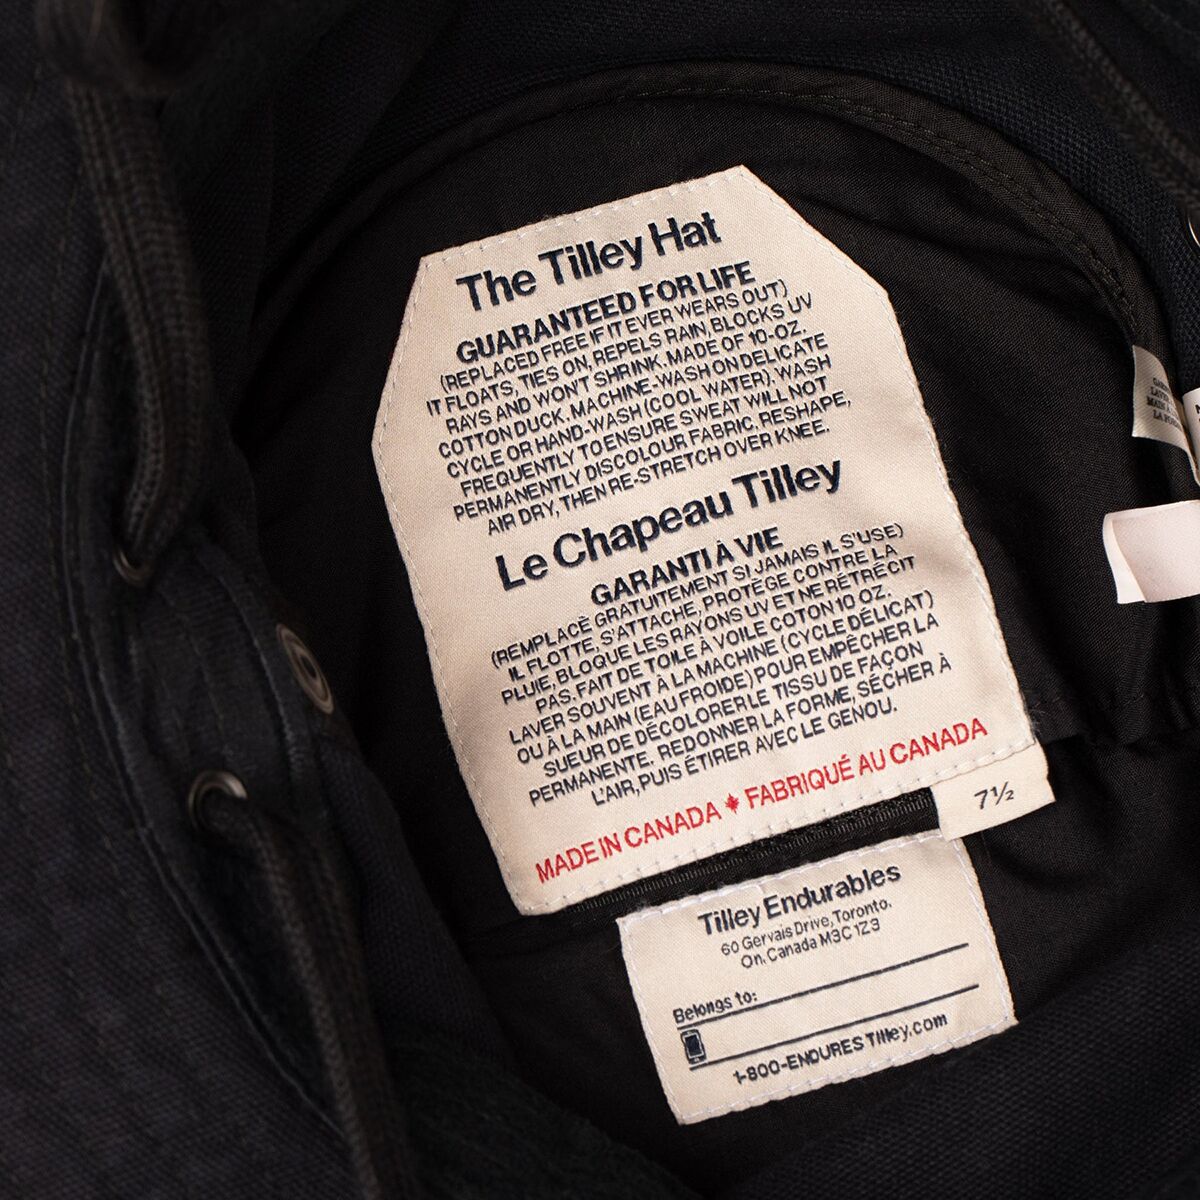 The Tilley Hat
GUARANTEED FOR LIFE
(REPLACED FREE IF IT EVER WEARS OUT)
IT FLOATS, TIES ON, REPELS RAIN, BLOCKS UV
RAYS AND WON'T SHRINK. MADE OF 10-OZ.
COTTON DUCK. MACHINE-WASH ON DELICATE
CYCLE OR HAND-WASH (COOL WATER). WASH
FREQUENTLY TO ENSURE SWEAT WILL NOT
PERMANENTLY DISCOLOUR FABRIC. RESHAPE,
AIR DRY, THEN RE-STRETCH OVER KNEE.
Le Chapeau Tilley
GARANTI À VIE
(REMPLACÈ GRATUITEMENT SI JAMAIS IL S'USE)
IL FLOTTE, S'ATTACHE, PROTÈGE CONTRE LA
PLUIE, BLOQUE LES RAYONS UV ET NE RÉTRÉCIT
PAS, FAIT DE TOILE À VOILE COTON 10 OZ.
LAVER SOUVENT À LA MACHINE (CYCLE DÉLICAT)
OU À LA MAIN (EAU FROIDE) POUR EMPÊCHER LA
SUEUR DE DÉCOLORER LE TISSU DE FAÇON
PERMANENTE. REDONNER LA FORME, SÉCHER À
L'AIR, PUIS ÉTIRER AVEC LE GENOU.
MADE IN CANADA FABRIQUÉ AU CANADA
7½
Tilley Endurables
60 Gervais Drive, Toronto.
On. Canada M3C 1Z3
Belongs to:
1-800-ENDURES Tilley.com